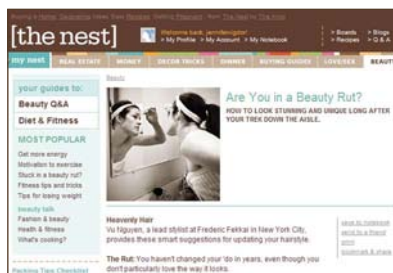 [the nest]
Welcome back,
> My Profile > My Account > My Notebook
> Boards > Blogs
> Recipes > Q & A
my nest REAL ESTATE MONEY DECOR TRICKS DINNER BUYING GUIDES LOVE/SEX BEAUTY
Beauty
your guides to:
Beauty Q&A
Diet & Fitness
MOST POPULAR
Get more energy
Motivation to exercise
Stuck in a beauty rut?
Fitness tips and tricks
Tips for losing weight
beauty talk
Fashion & beauty
Health & fitness
What's cooking?
Packing Tips Checklist
Are You in a Beauty Rut?
HOW TO LOOK STUNNING AND UNIQUE LONG AFTER
YOUR TREK DOWN THE AISLE.
Heavenly Hair
Vu Nguyen, a lead stylist at Frederic Fekkai in New York City,
provides these smart suggestions for updating your hairstyle.
The Rut: You haven't changed your 'do in years, even though you
don't particularly love the way it looks.
save to notebook
send to a friend
print
bookmark & share